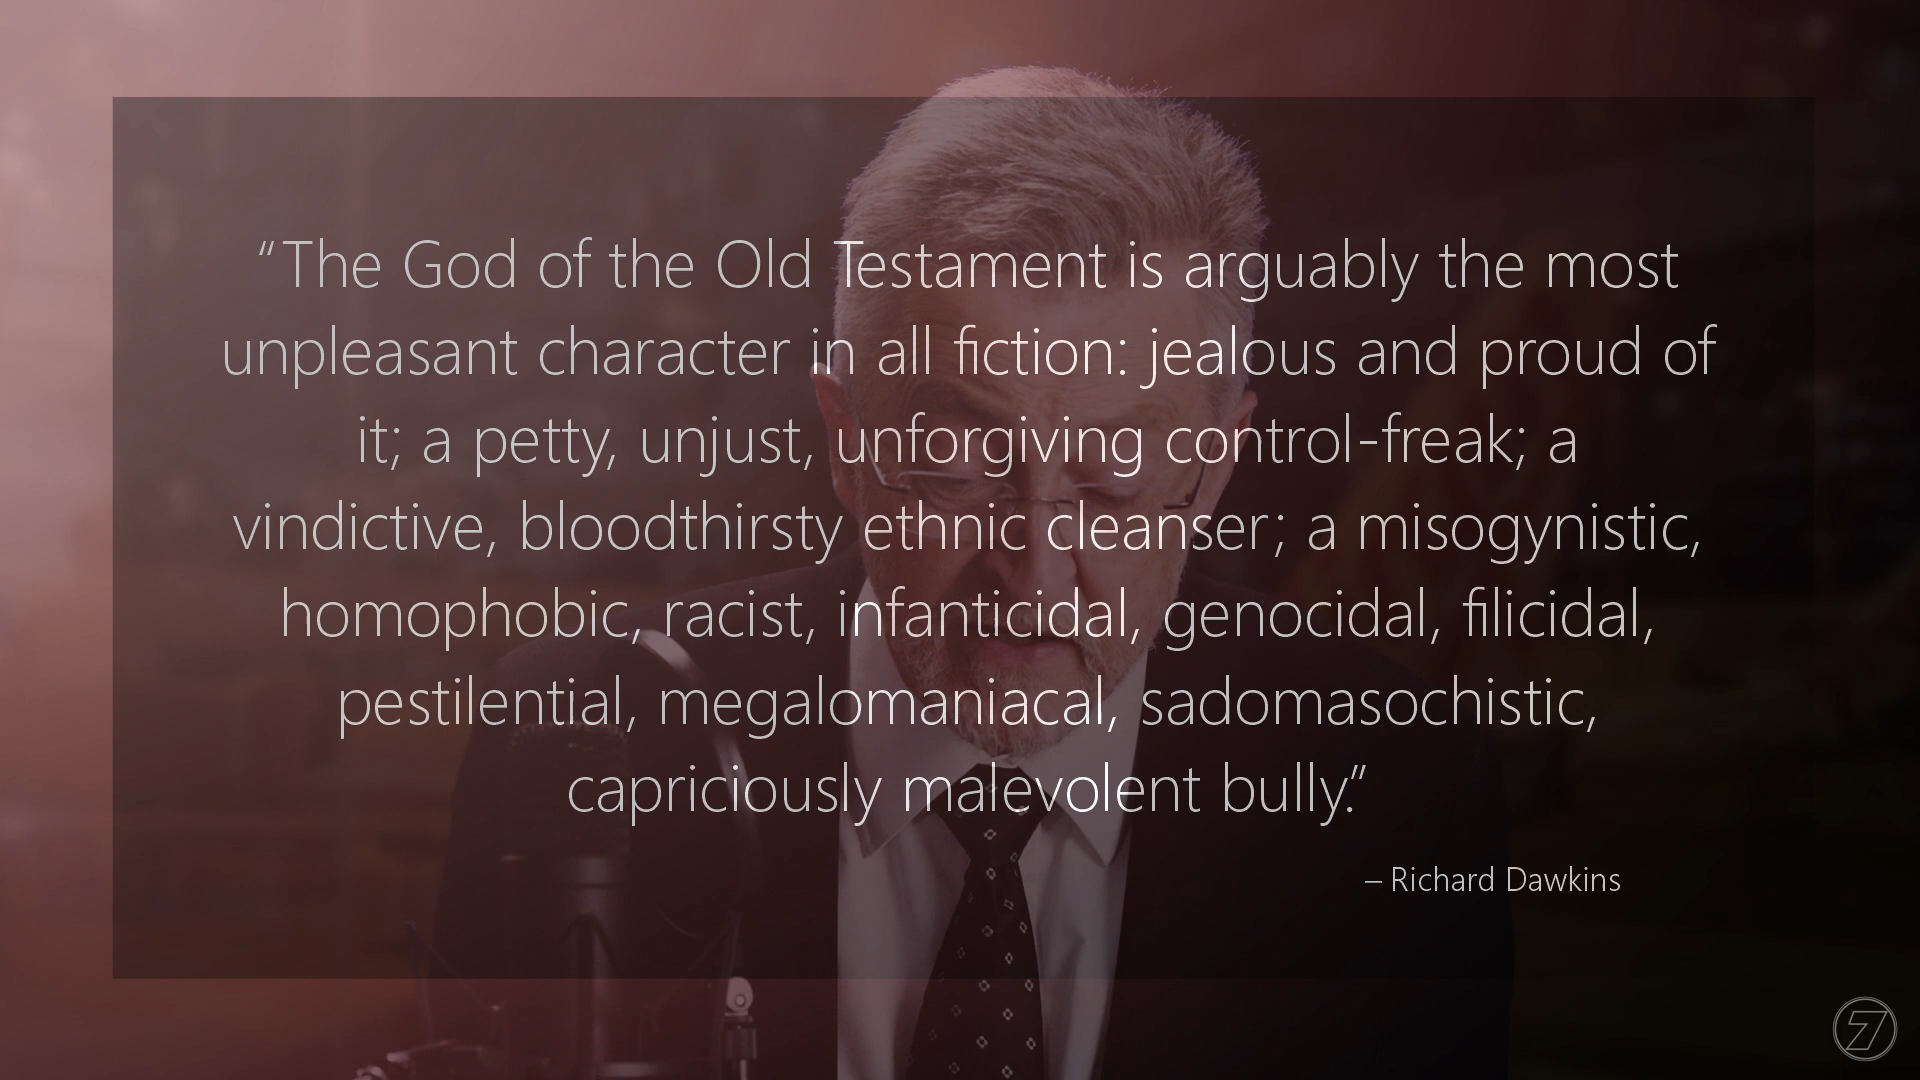 “The God of the Old Testament is arguably the most
unpleasant character in all fiction: jealous and proud of
it; a petty, unjust, unforgiving control-freak; a
vindictive, bloodthirsty ethnic cleanser; a misogynistic,
homophobic, racist, infanticidal, genocidal, filicidal,
pestilential, megalomaniacal, sadomasochistic,
capriciously malevolent bully.”
– Richard Dawkins
7